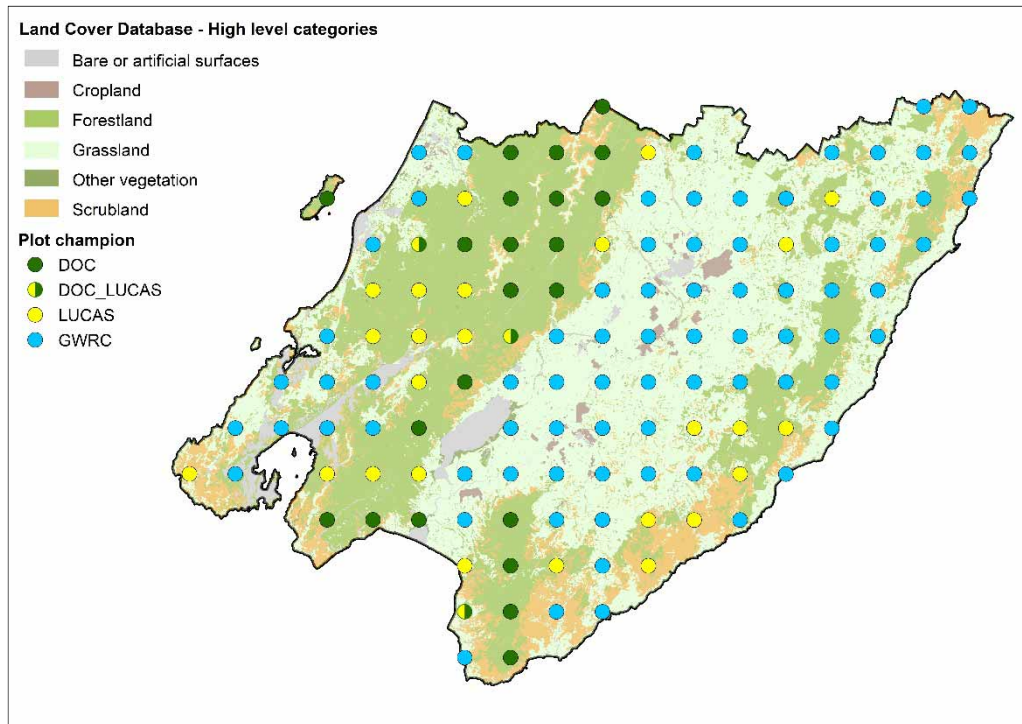 Land Cover Database - High level categories
Bare or artificial surfaces
Cropland
Forestland
Grassland
Other vegetation
Scrubland
Plot champion
DOC
DOC_LUCAS
LUCAS
GWRC